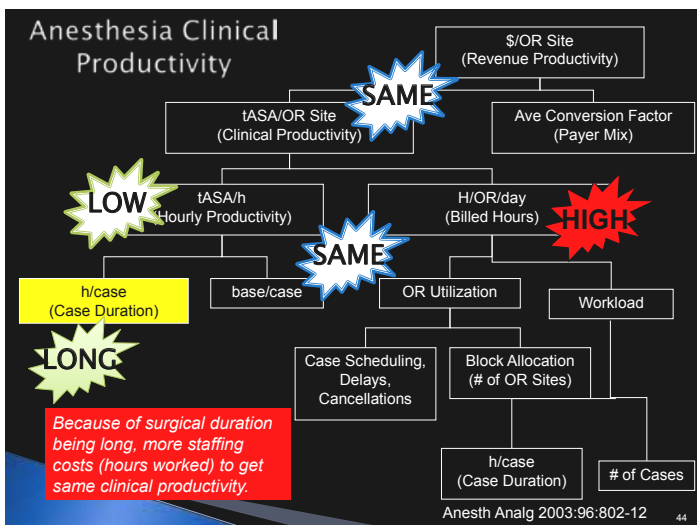 Anesthesia Clinical
Productivity
$/OR Site
(Revenue Productivity)
SAME
tASA/OR Site
(Clinical Productivity)
Ave Conversion Factor
(Payer Mix)
LOW
tASA/h
Hourly Productivity)
H/OR/day
(Billed Hours)
HIGH
SAME
h/case
(Case Duration)
base/case
OR Utilization
Workload
LONG
Case Scheduling,
Delays,
Cancellations
Block Allocation
(# of OR Sites)
Because of surgical duration
being long, more staffing
costs (hours worked) to get
same clinical productivity.
h/case
(Case Duration)
# of Cases
Anesth Analg 2003:96:802-12
44